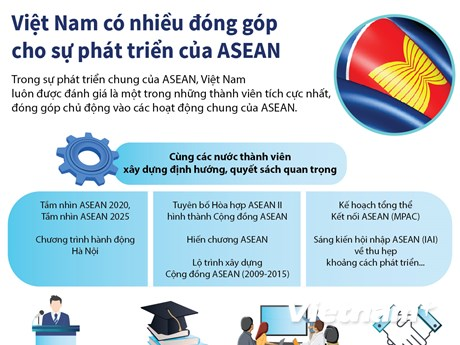 Việt Nam có nhiều đóng góp
cho sự phát triển của ASEAN
Trong sự phát triển chung của ASEAN, Việt Nam
luôn được đánh giá là một trong những thành viên tích cực nhất,
đóng góp chủ động vào các hoạt động chung của ASEAN.
Cùng các nước thành viên
xây dựng định hướng, quyết sách quan trọng
Tầm nhìn ASEAN 2020,
Tầm nhìn ASEAN 2025
Chương trình hành động
Hà Nội
Tuyên bố Hòa hợp ASEAN II
hình thành Cộng đồng ASEAN
Hiến chương ASEAN
Lộ trình xây dựng
Cộng đồng ASEAN (2009-2015)
Kế hoạch tổng thể
Kết nối ASEAN (MPAC)
Sáng kiến hội nhập ASEAN (IAI)
về thu hẹp
khoảng cách phát triển...